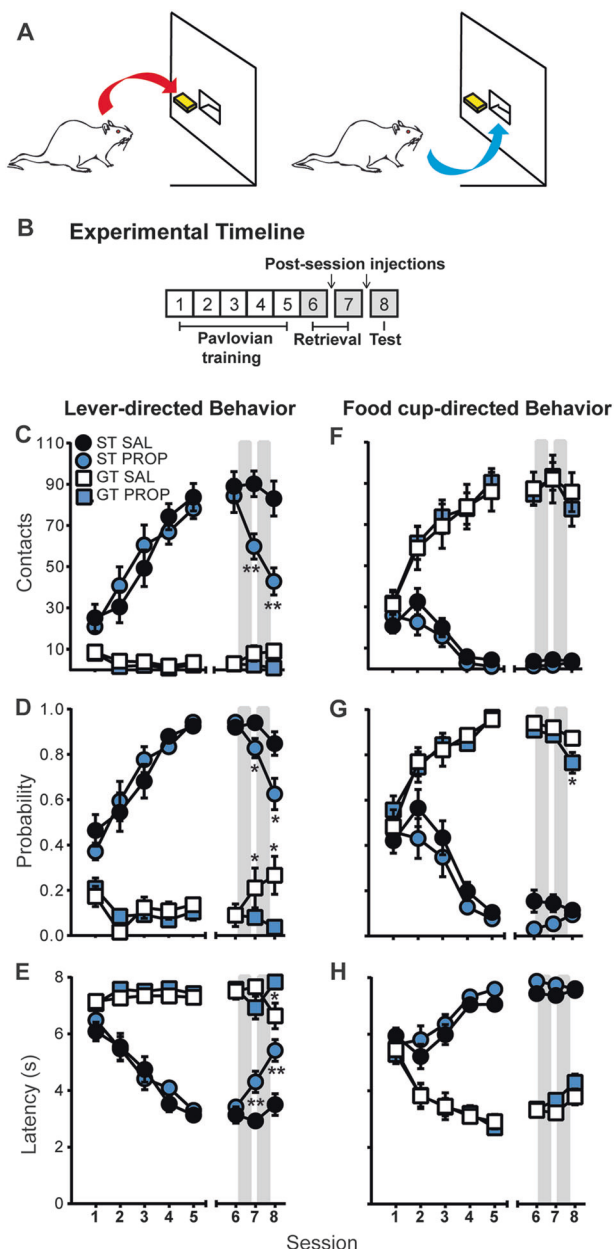 A
B Experimental Timeline
Post-session injections
1 2 3 4 5 6 7 8
Pavlovian training
Retrieval
Test
Lever-directed Behavior
Food cup-directed Behavior
C
ST SAL
ST PROP
GT SAL
GT PROP
Contacts
110
90
70
50
30
10
**
**
F
D
Probability
1.0
0.8
0.6
0.4
0.2
0.0
*
*
*
*
G
*
E
Latency (s)
8
6
4
2
0
*
**
**
1 2 3 4 5 6 7 8
H
1 2 3 4 5 6 7 8
Session